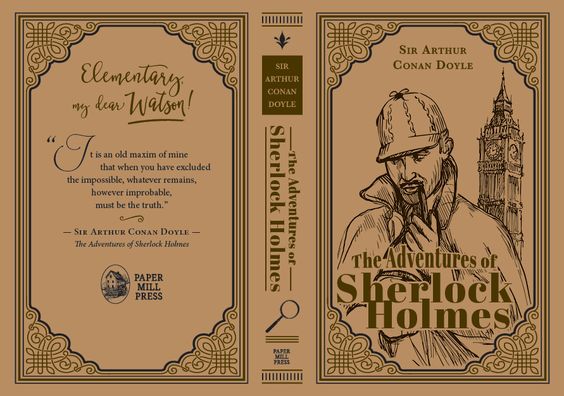 Elementary,
my dear Watson!
“It is an old maxim of mine
that when you have excluded
the impossible, whatever remains,
however improbable,
must be the truth.”
— Sir Arthur Conan Doyle —
The Adventures of Sherlock Holmes
PAPER
MILL
PRESS
SIR
ARTHUR
CONAN
DOYLE
The Adventures of
Sherlock Holmes
PAPER
MILL
PRESS
Sir Arthur
Conan Doyle
The Adventures of
Sherlock
Holmes